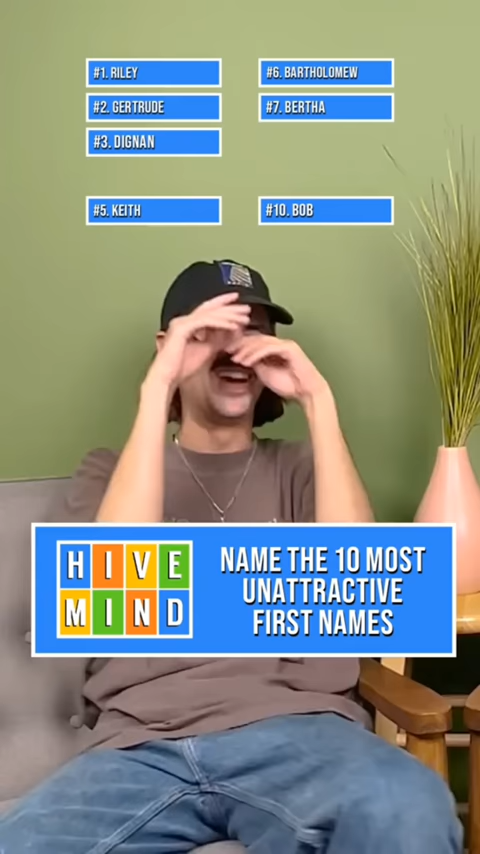 #1. RILEY
#2. GERTRUDE
#3. DIGNAN
#5. KEITH
#6. BARTHOLOMEW
#7. BERTHA
#10. BOB
HIVE
MIND
NAME THE 10 MOST
UNATTRACTIVE
FIRST NAMES